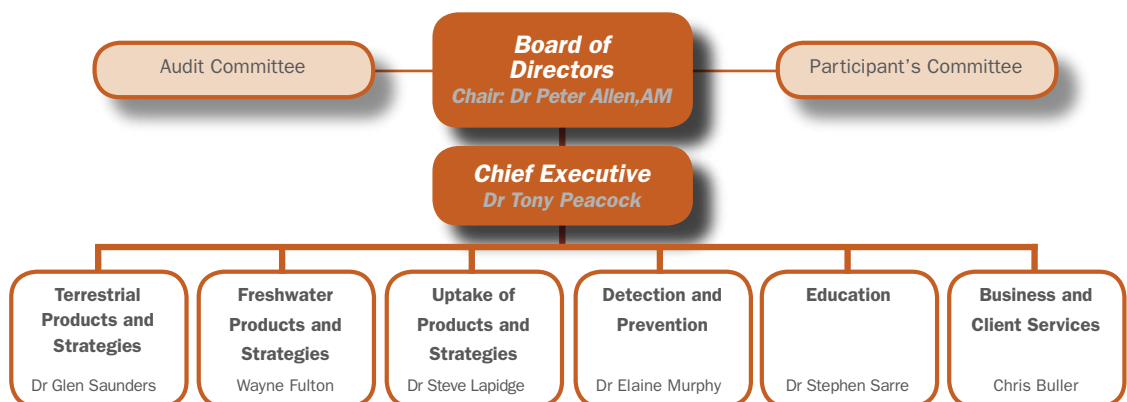 Audit Committee
Board of
Directors
Chair: Dr Peter Allen,AM
Participant's Committee
Chief Executive
Dr Tony Peacock
Terrestrial
Products and
Strategies
Dr Glen Saunders
Freshwater
Products and
Strategies
Wayne Fulton
Uptake of
Products and
Strategies
Dr Steve Lapidge
Detection and
Prevention
Dr Elaine Murphy
Education
Dr Stephen Sarre
Business and
Client Services
Chris Buller